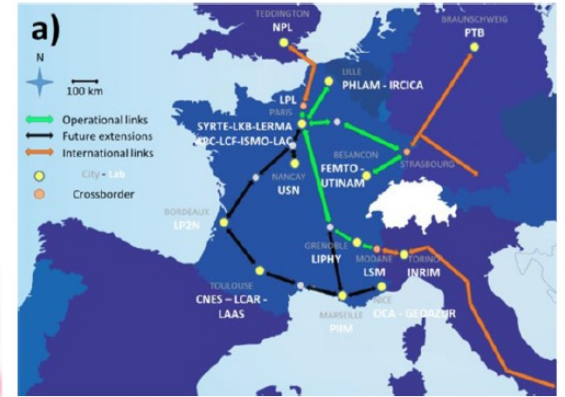 a)
TEDDINGTON
NPL
BRAUNSCHWEIG
PTB
N
100 km
LILLE
PHLAM - IRCICA
LPL
PARIS
Operational links
Future extensions
International links
City - Lab
Crossborder
SYRTE-LKB-LERMA
APC-LCF-ISMO-LAC
BESANCON
FEMTO -
UTINAM
STRASBOURG
NANCAY
USN
BORDEAUX
LP2N
GRENOBLE
LIPHY
MODANE
LSM
TORINO
INRIM
TOULOUSE
CNES – LCAR -
LAAS
MARSEILLE
PIIM
NICE
OCA - GEOAZUR